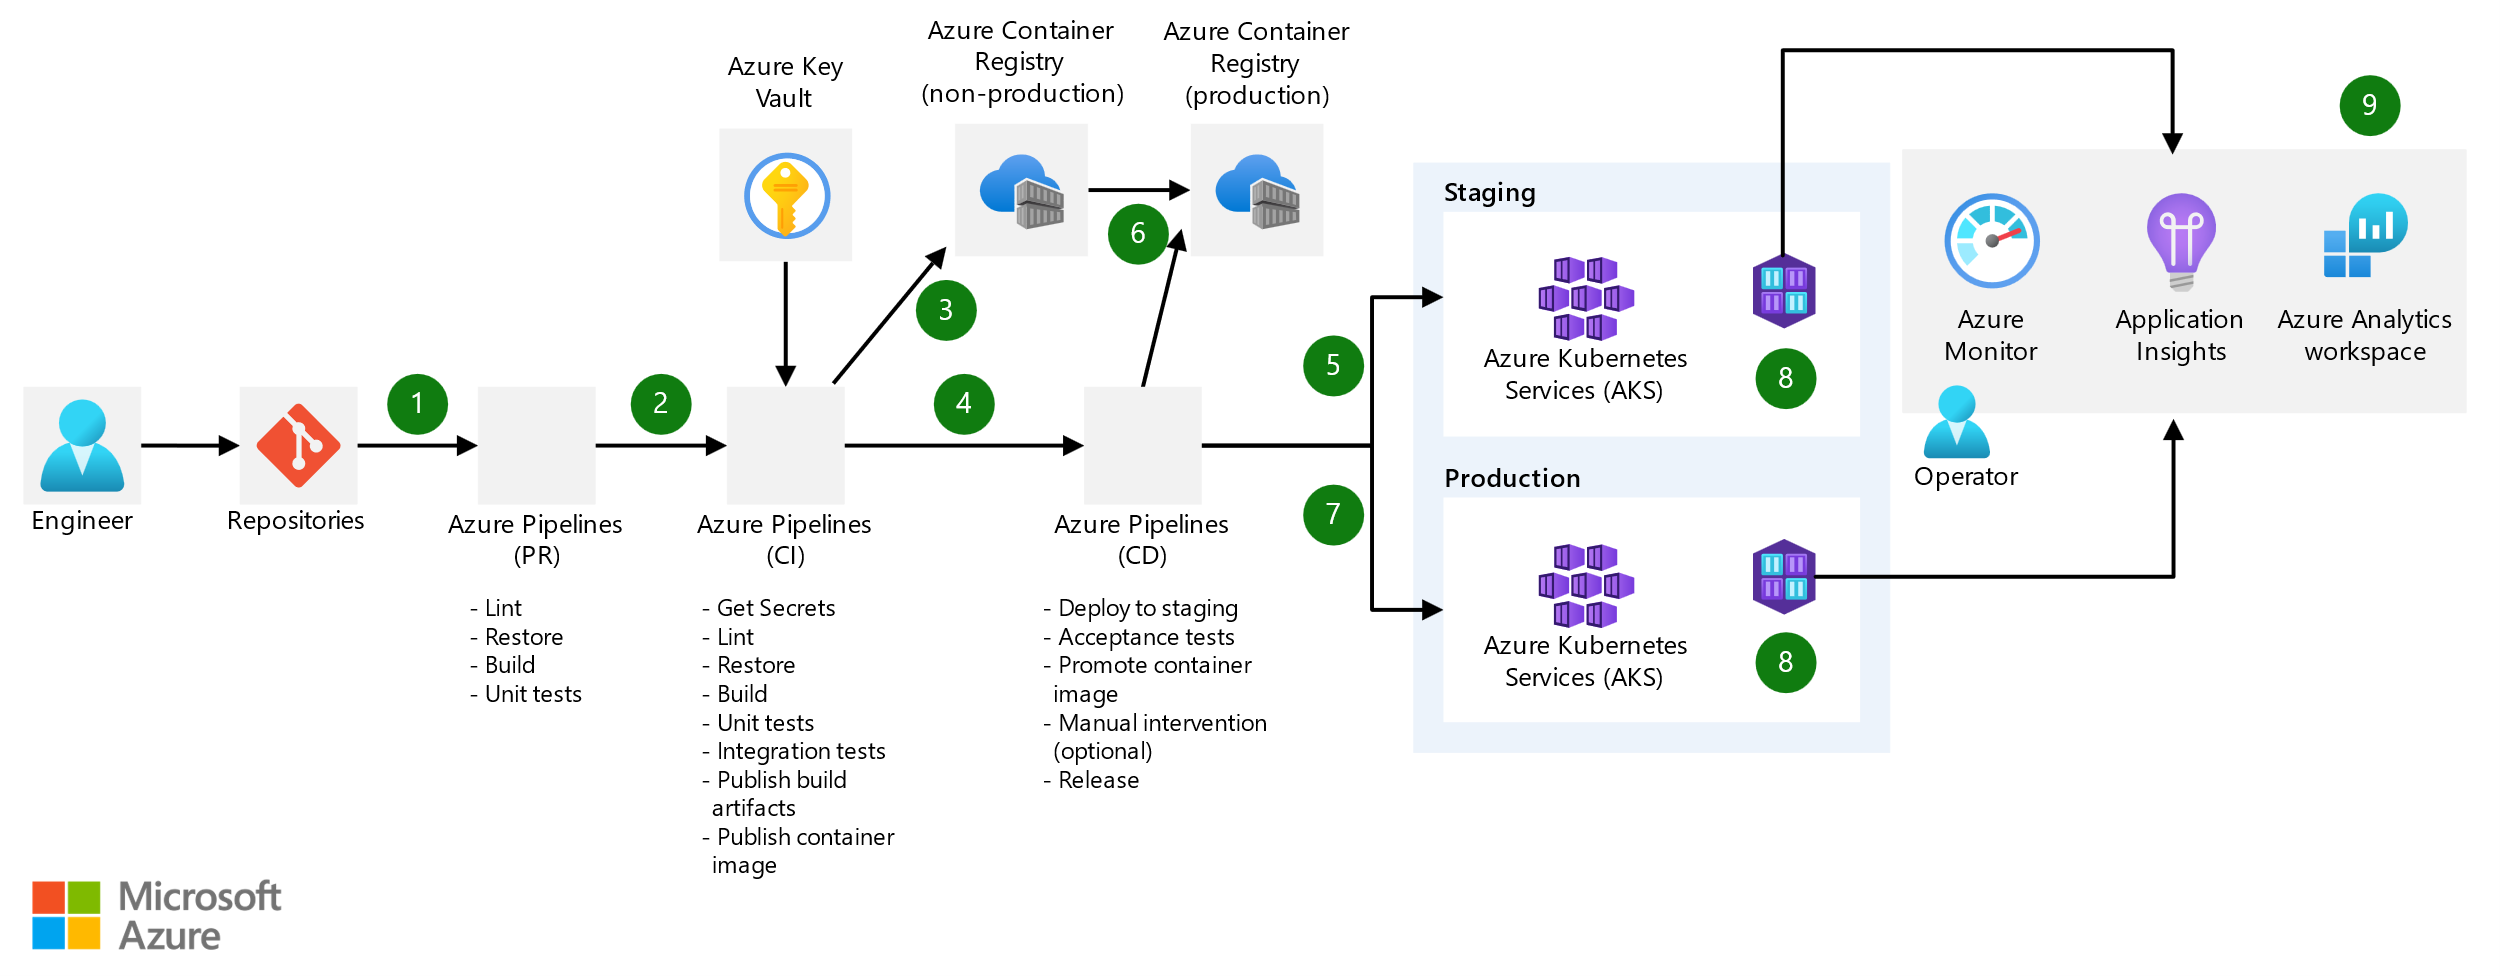 Azure Key
Vault
Azure Container
Registry
(non-production)
Azure Container
Registry
(production)
6
3
1
2
4
Engineer
Repositories
Azure Pipelines
(PR)
- Lint
- Restore
- Build
- Unit tests
Azure Pipelines
(CI)
- Get Secrets
- Lint
- Restore
- Build
- Unit tests
- Integration tests
- Publish build
artifacts
- Publish container
image
Azure Pipelines
(CD)
- Deploy to staging
- Acceptance tests
- Promote container
image
- Manual intervention
(optional)
- Release
5
7
Staging
Azure Kubernetes
Services (AKS)
8
Production
Azure Kubernetes
Services (AKS)
8
9
Azure
Monitor
Application
Insights
Azure Analytics
workspace
Operator
Microsoft
Azure